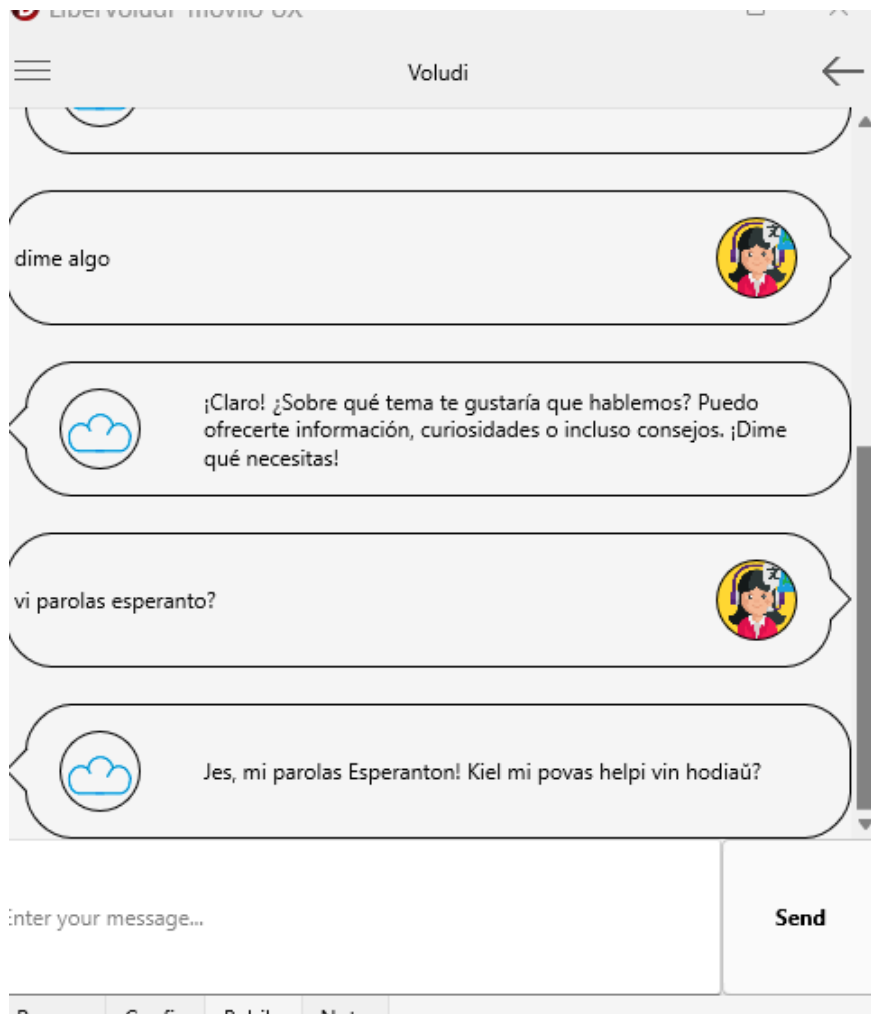 Voludi
dime algo
¡Claro! ¿Sobre qué tema te gustaría que hablemos? Puedo
ofrecerte información, curiosidades o incluso consejos. ¡Dime
qué necesitas!
vi parolas esperanto?
Jes, mi parolas Esperanton! Kiel mi povas helpi vin hodiaŭ?
Enter your message...
Send